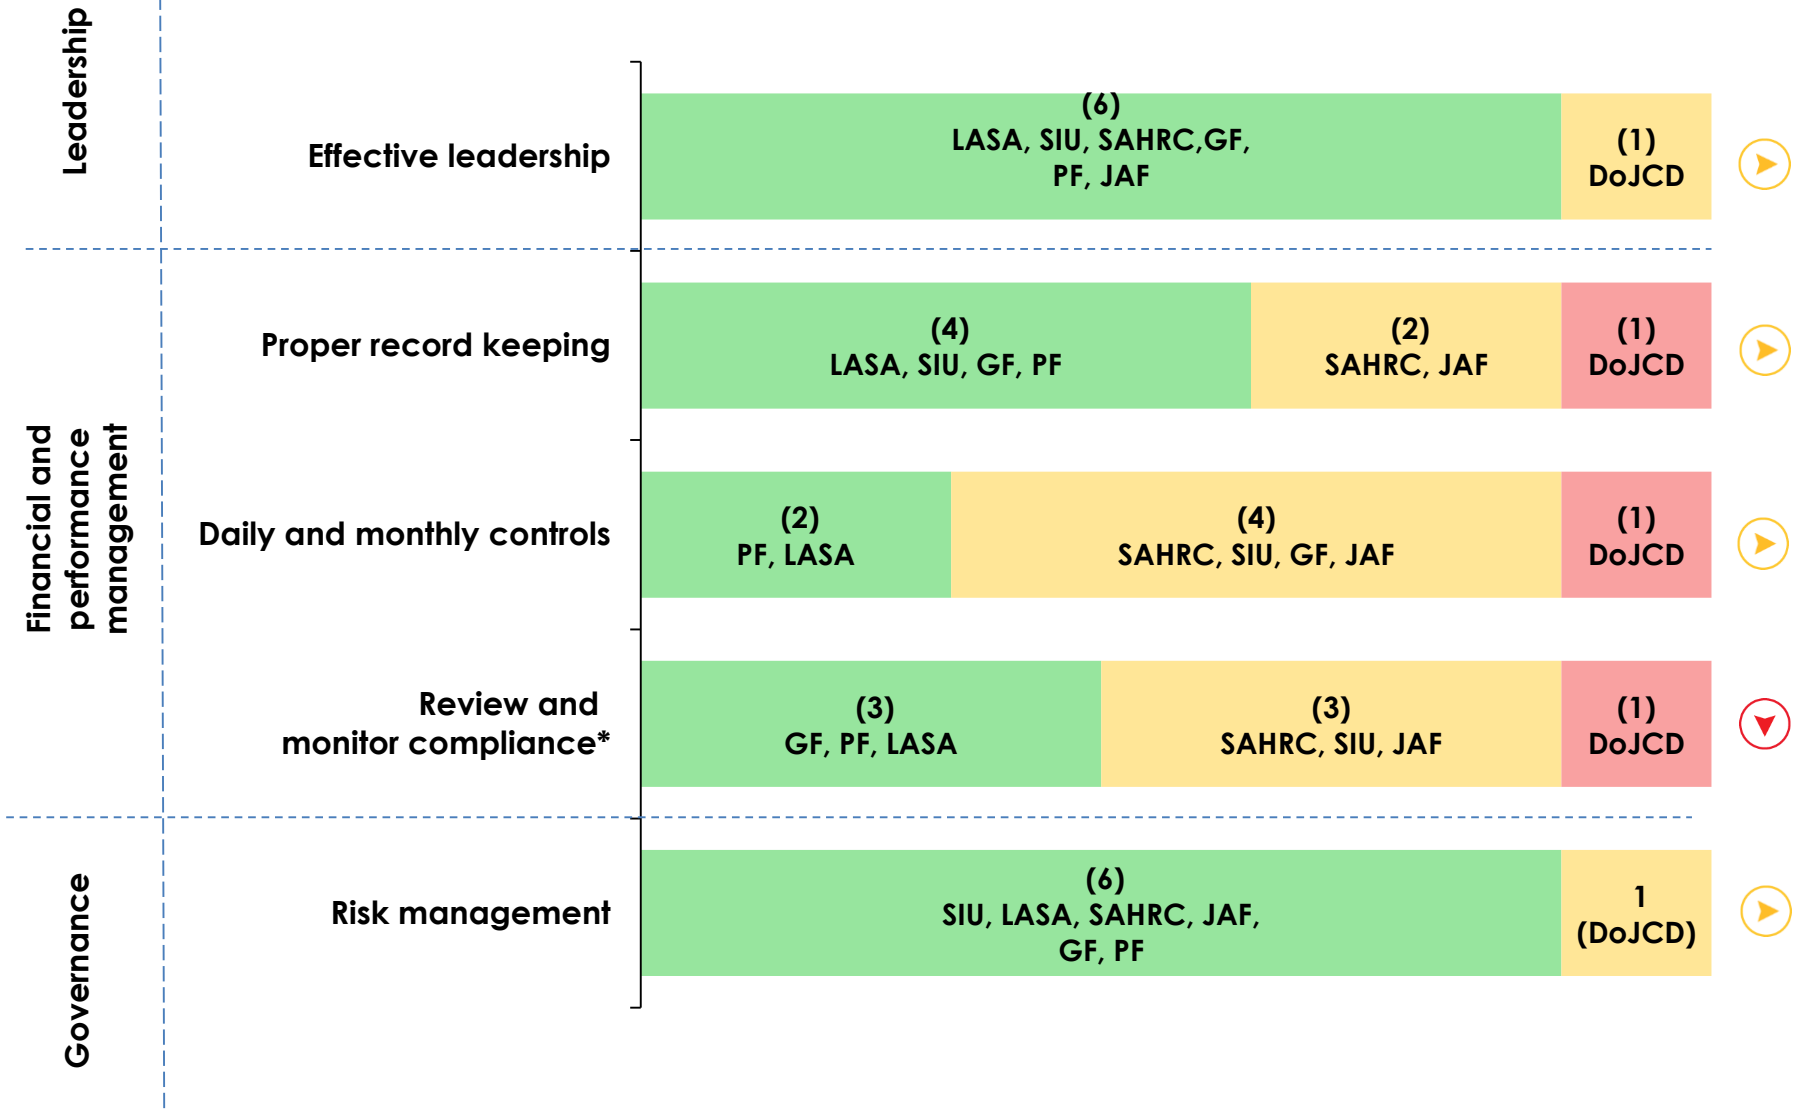 Leadership
Effective leadership
(6)
LASA, SIU, SAHRC,GF,
PF, JAF
(1)
DoJCD
Financial and
performance
management
Proper record keeping
(4)
LASA, SIU, GF, PF
(2)
SAHRC, JAF
(1)
DoJCD
Daily and monthly controls
(2)
PF, LASA
(4)
SAHRC, SIU, GF, JAF
(1)
DoJCD
Review and
monitor compliance*
(3)
GF, PF, LASA
(3)
SAHRC, SIU, JAF
(1)
DoJCD
Governance
Risk management
(6)
SIU, LASA, SAHRC, JAF,
GF, PF
1
(DoJCD)